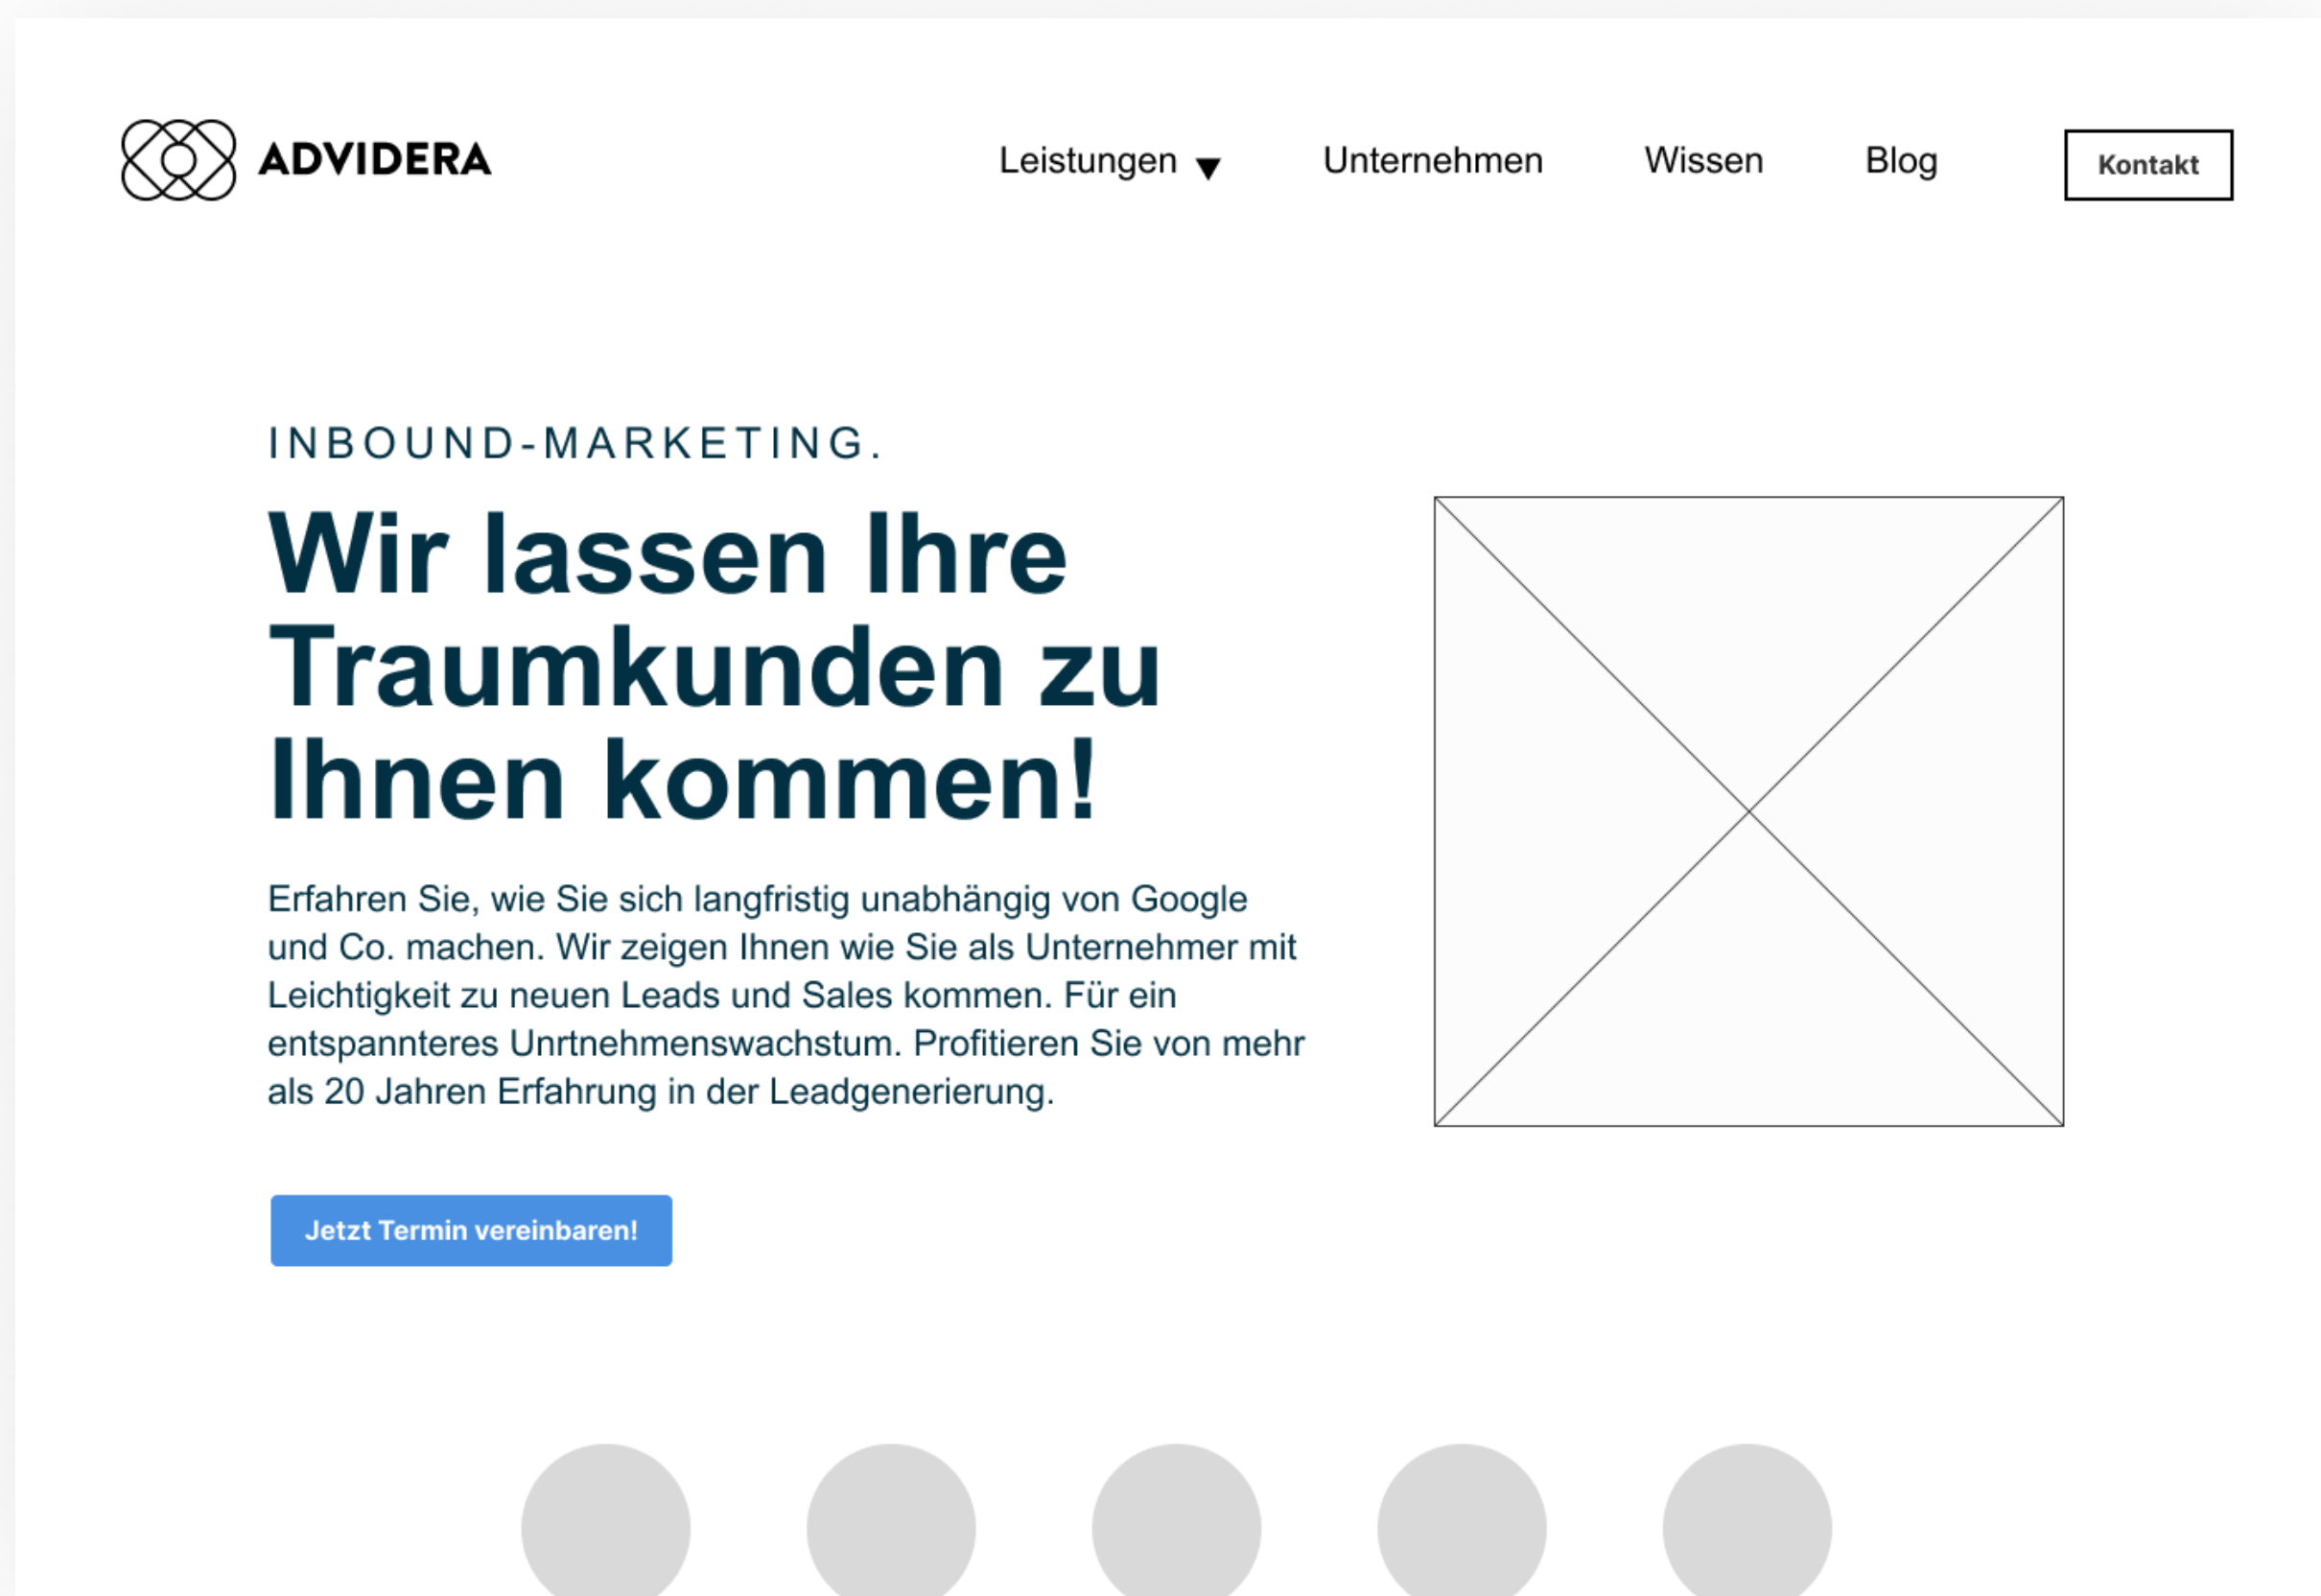 ADVIDERA
Leistungen
Unternehmen
Wissen
Blog
Kontakt
INBOUND-MARKETING.
Wir lassen Ihre
Traumkunden zu
Ihnen kommen!
Erfahren Sie, wie Sie sich langfristig unabhängig von Google
und Co. machen. Wir zeigen Ihnen wie Sie als Unternehmer mit
Leichtigkeit zu neuen Leads und Sales kommen. Für ein
entspannteres Unrtnehmenswachstum. Profitieren Sie von mehr
als 20 Jahren Erfahrung in der Leadgenerierung.
Jetzt Termin vereinbaren!